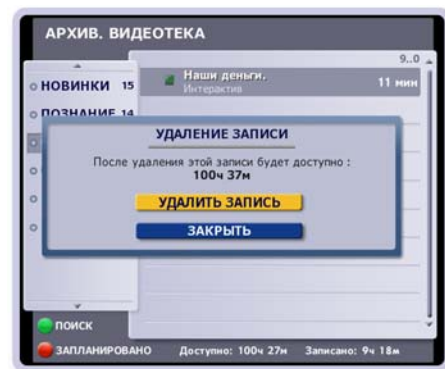 АРХИВ. ВИДЕОТЕКА
9..0
НОВИНКИ 15
Наши деньги.
11 мин
Интерактив
ПОЗНАНИЕ 14
УДАЛЕНИЕ ЗАПИСИ
После удаления этой записи будет доступно :
100ч 37м
УДАЛИТЬ ЗАПИСЬ
ЗАКРЫТЬ
ПОИСК
ЗАПЛАНИРОВАНО Доступно: 100ч 27м Записано: 9ч 18м